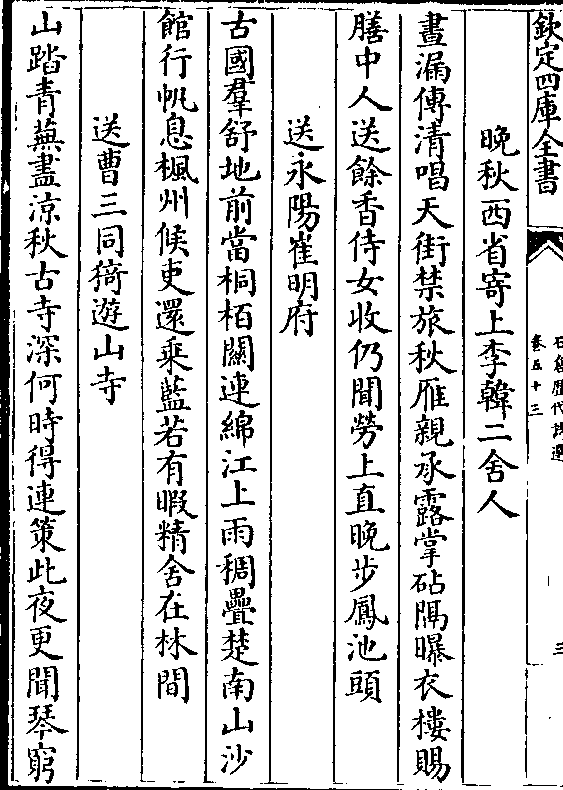 欽定四庫全書
石倉歷代詩選
卷五十三
三
晚秋西省寄上李韓二舍人
晝漏傳清唱天街禁旅秋雁親承露掌砧隔曝衣樓賜
膳中人送餘香侍女收仍聞勞上直晚步鳳池頭
送永陽崔明府
古國羣舒地前當桐栢關連綿江上雨稠疊楚南山沙
館行帆息楓州候吏還乘藍若有暇精舍在林間
送曹三同猗遊山寺
山踏青蕪盡涼秋古寺深何時得連策此夜更聞琴窮